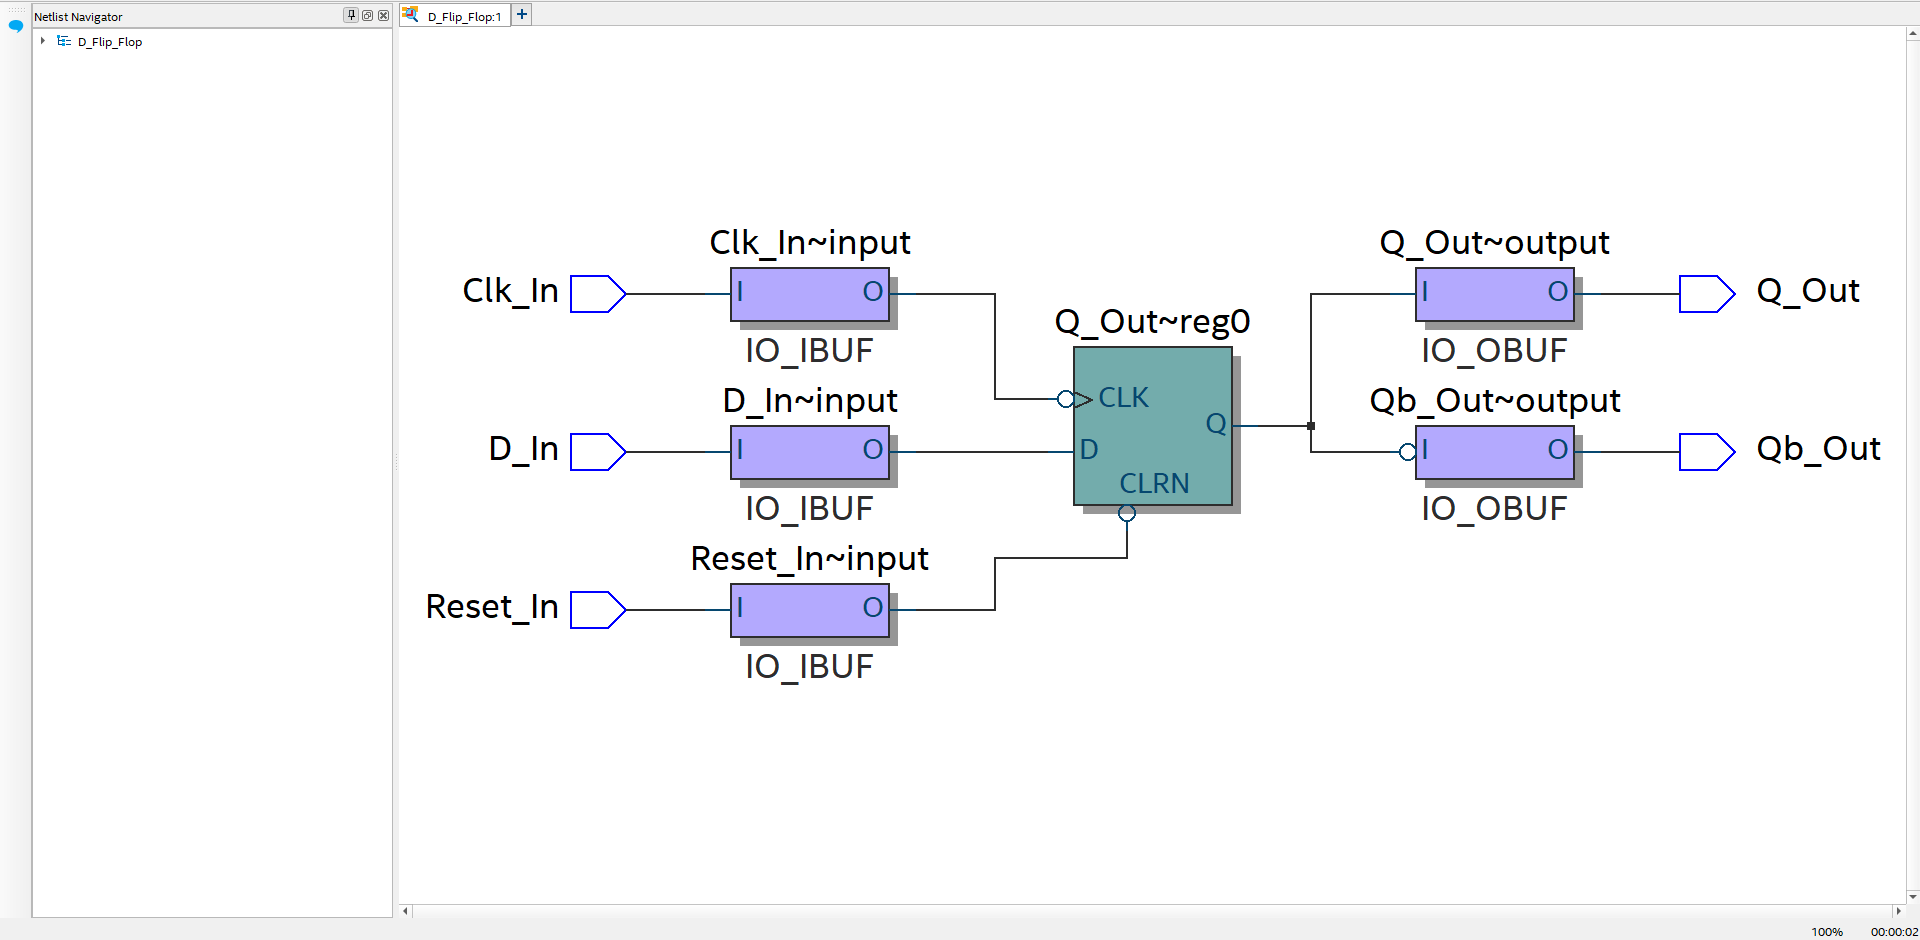 Netlist Navigator
D_Flip_Flop:1
D_Flip_Flop
Clk_In~input
Q_Out~output
Clk_In
I
O
I
O
Q_Out
Q_Out~reg0
IO_IBUF
IO_OBUF
D_In~input
CLK
Qb_Out~output
Q
D_In
I
O
D
I
O
Qb_Out
CLRN
IO_IBUF
IO_OBUF
Reset_In~input
Reset_In
I
O
IO_IBUF
100% 00:00:02